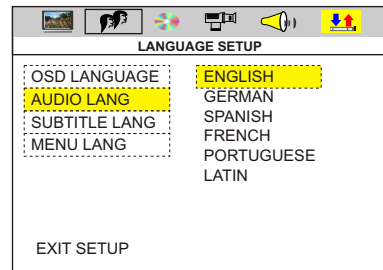 LANGUAGE SETUP
OSD LANGUAGE
AUDIO LANG
SUBTITLE LANG
MENU LANG
ENGLISH
GERMAN
SPANISH
FRENCH
PORTUGUESE
LATIN
EXIT SETUP